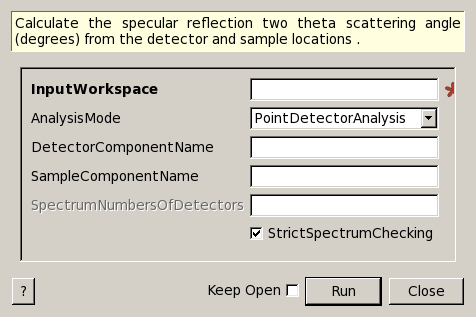 Calculate the specular reflection two theta scattering angle
(degrees) from the detector and sample locations .
InputWorkspace
AnalysisMode PointDetectorAnalysis
DetectorComponentName
SampleComponentName
SpectrumNumbersOfDetectors
StrictSpectrumChecking
? Keep Open Run Close